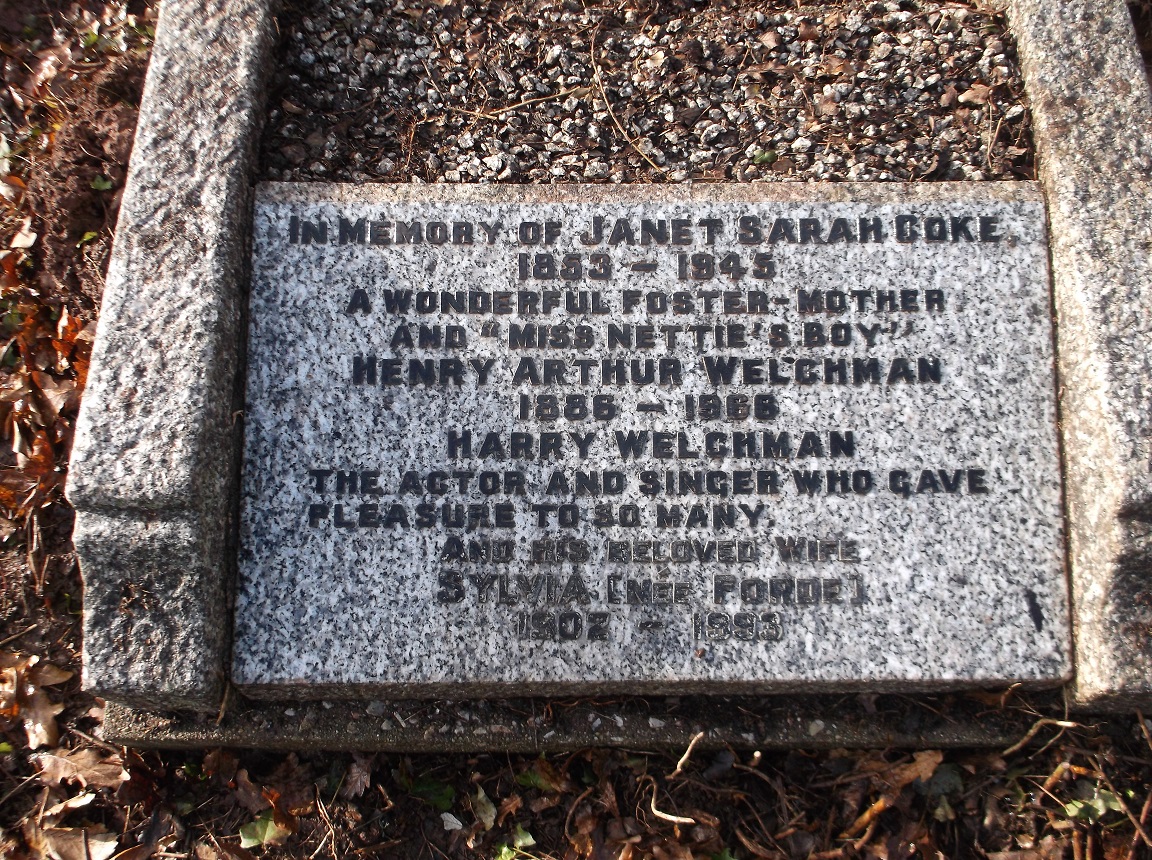 IN MEMORY OF JANET SARAH COKE,
1853 – 1945
A WONDERFUL FOSTER-MOTHER
AND "MISS NETTIE'S BOY"
HENRY ARTHUR WELCHMAN
1886 – 1966
HARRY WELCHMAN
THE ACTOR AND SINGER WHO GAVE
PLEASURE TO SO MANY.
AND HIS BELOVED WIFE
SYLVIA [NÉE FORDE]
1902 – 1993